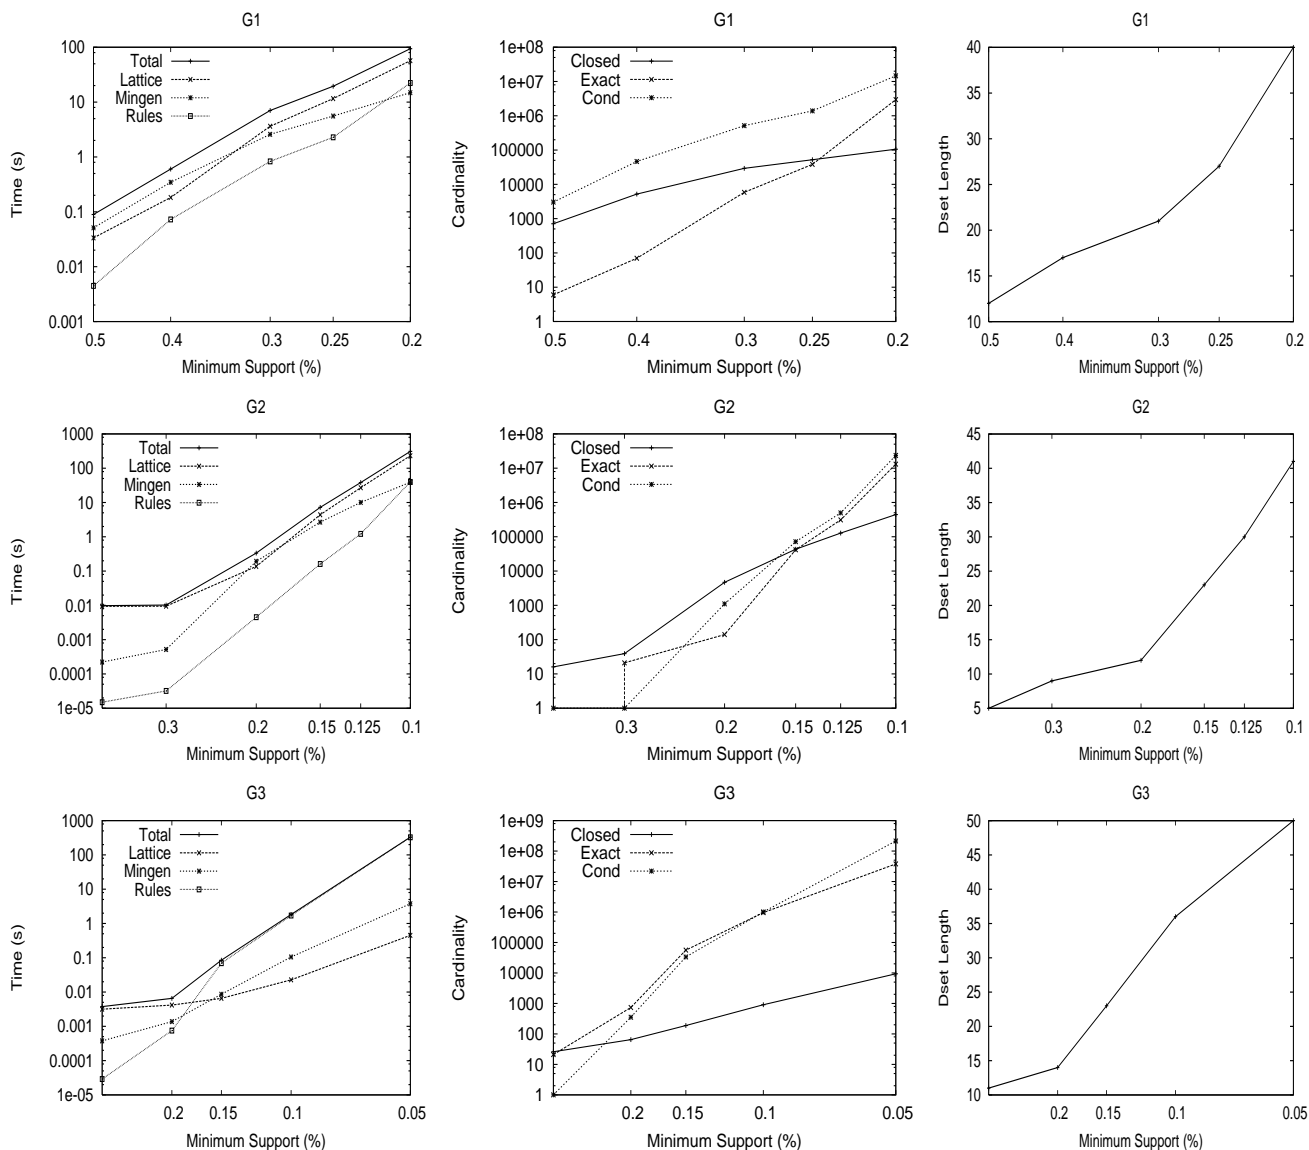 G1
Total
Lattice
Mingen
Rules
100
10
1
0.1
0.01
0.001
0.5
0.4
0.3
0.25
0.2
Time (s)
Minimum Support (%)
G1
Closed
Exact
Cond
1e+08
1e+07
1e+06
100000
10000
1000
100
10
1
0.5
0.4
0.3
0.25
0.2
Cardinality
Minimum Support (%)
G1
40
35
30
25
20
15
10
0.5
0.4
0.3
0.25
0.2
Dset Length
Minimum Support (%)
G2
Total
Lattice
Mingen
Rules
1000
100
10
1
0.1
0.01
0.001
0.0001
1e-05
0.3
0.2
0.15
0.125
0.1
Time (s)
Minimum Support (%)
G2
Closed
Exact
Cond
1e+08
1e+07
1e+06
100000
10000
1000
100
10
1
0.3
0.2
0.15
0.125
0.1
Cardinality
Minimum Support (%)
G2
45
40
35
30
25
20
15
10
5
0.3
0.2
0.15
0.125
0.1
Dset Length
Minimum Support (%)
G3
Total
Lattice
Mingen
Rules
1000
100
10
1
0.1
0.01
0.001
0.0001
1e-05
0.2
0.15
0.1
0.05
Time (s)
Minimum Support (%)
G3
Closed
Exact
Cond
1e+09
1e+08
1e+07
1e+06
100000
10000
1000
100
10
1
0.2
0.15
0.1
0.05
Cardinality
Minimum Support (%)
G3
50
45
40
35
30
25
20
15
10
0.2
0.15
0.1
0.05
Dset Length
Minimum Support (%)